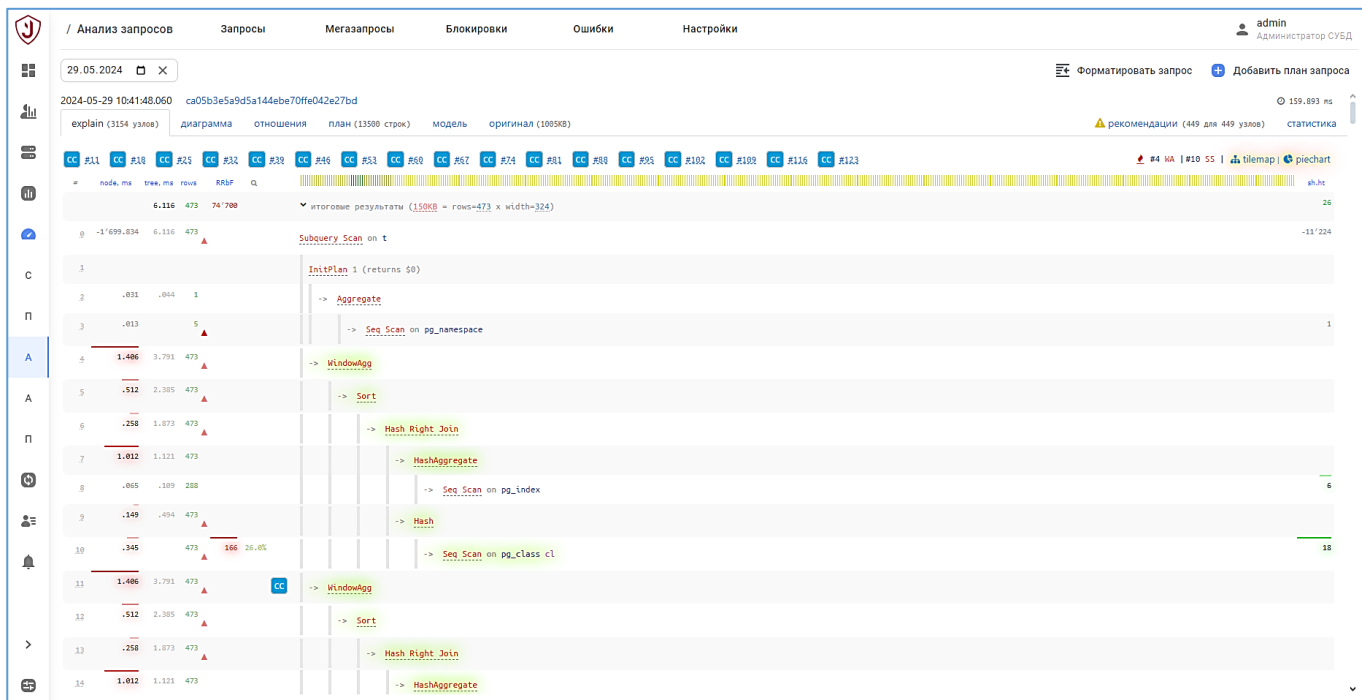 / Анализ запросов Запросы Мегазапросы Блокировки Ошибки Настройки admin
Администратор СУБД
29.05.2024 Форматировать запрос Добавить план запроса
2024-05-29 10:41:48.060 ca05b3e5a9d5a144ebe70ffe042e27bd 159.893 ms
explain (3154 узлов) диаграмма отношения план (13500 строк) модель оригинал (1005KB) рекомендации (449 для 449 узлов) статистика
CC #11 CC #18 CC #25 CC #32 CC #39 CC #46 CC #53 CC #60 CC #67 CC #74 CC #81 CC #88 CC #95 CC #102 CC #109 CC #116 CC #123 #4 WA | #10 SS | tilemap | piechart
# node, ms tree, ms rows RRbF sh.ht
6.116 473 74'700 итоговые результаты (150KB = rows=473 x width=324) 26
0 -1'699.834 6.116 473 Subquery Scan on t -11'224
1 InitPlan 1 (returns $0)
2 .031 .044 1 -> Aggregate
3 .013 5 -> Seq Scan on pg_namespace 1
4 1.406 3.791 473 -> WindowAgg
5 .512 2.385 473 -> Sort
6 .258 1.873 473 -> Hash Right Join
7 1.012 1.121 473 -> HashAggregate
8 .065 .109 288 -> Seq Scan on pg_index 6
9 .149 .494 473 -> Hash
10 .345 473 166 26.0% -> Seq Scan on pg_class cl 18
11 1.406 3.791 473 CC -> WindowAgg
12 .512 2.385 473 -> Sort
13 .258 1.873 473 -> Hash Right Join
14 1.012 1.121 473 -> HashAggregate
С
П
А
А
П